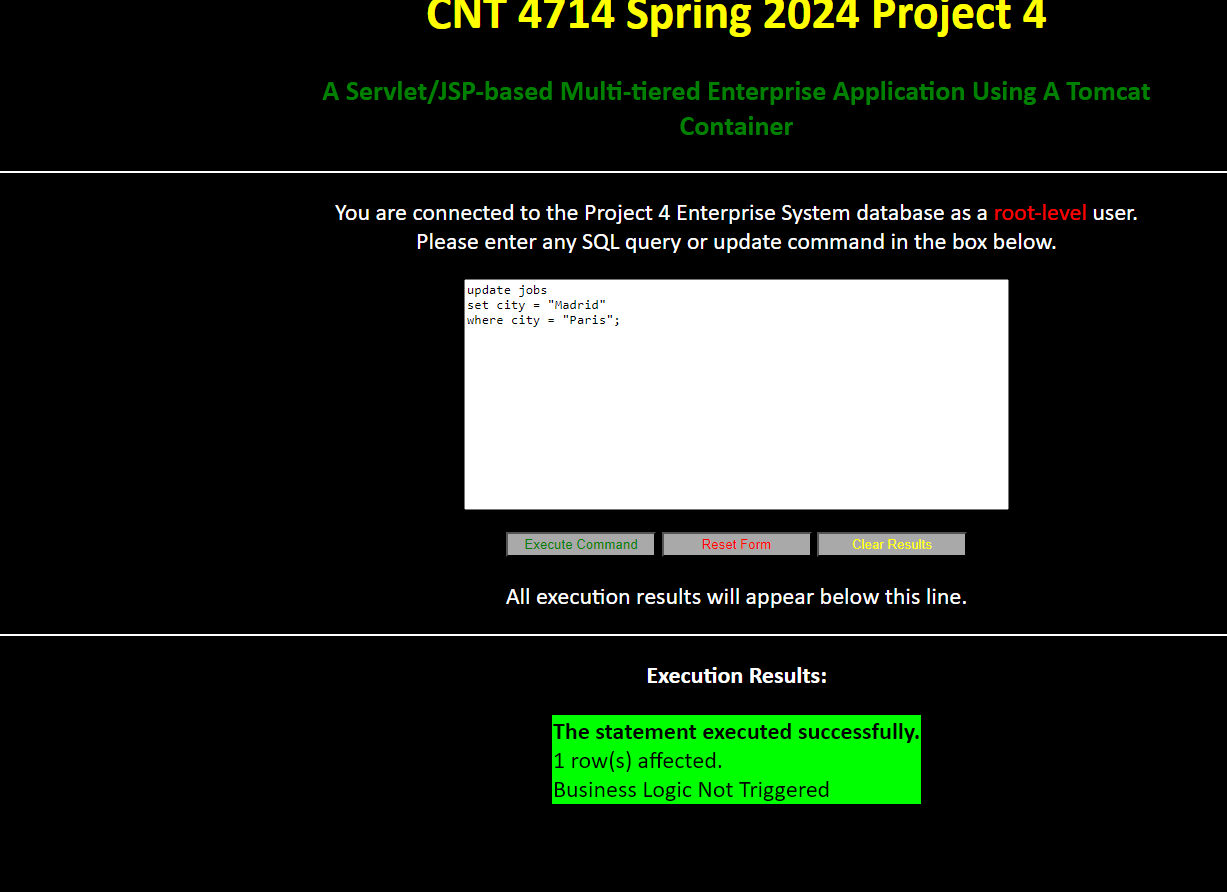 CNT 4714 Spring 2024 Project 4
A Servlet/JSP-based Multi-tiered Enterprise Application Using A Tomcat
Container
You are connected to the Project 4 Enterprise System database as a root-level user.
Please enter any SQL query or update command in the box below.
update jobs
set city = "Madrid"
where city = "Paris";
Execute Command Reset Form Clear Results
All execution results will appear below this line.
Execution Results:
The statement executed successfully.
1 row(s) affected.
Business Logic Not Triggered